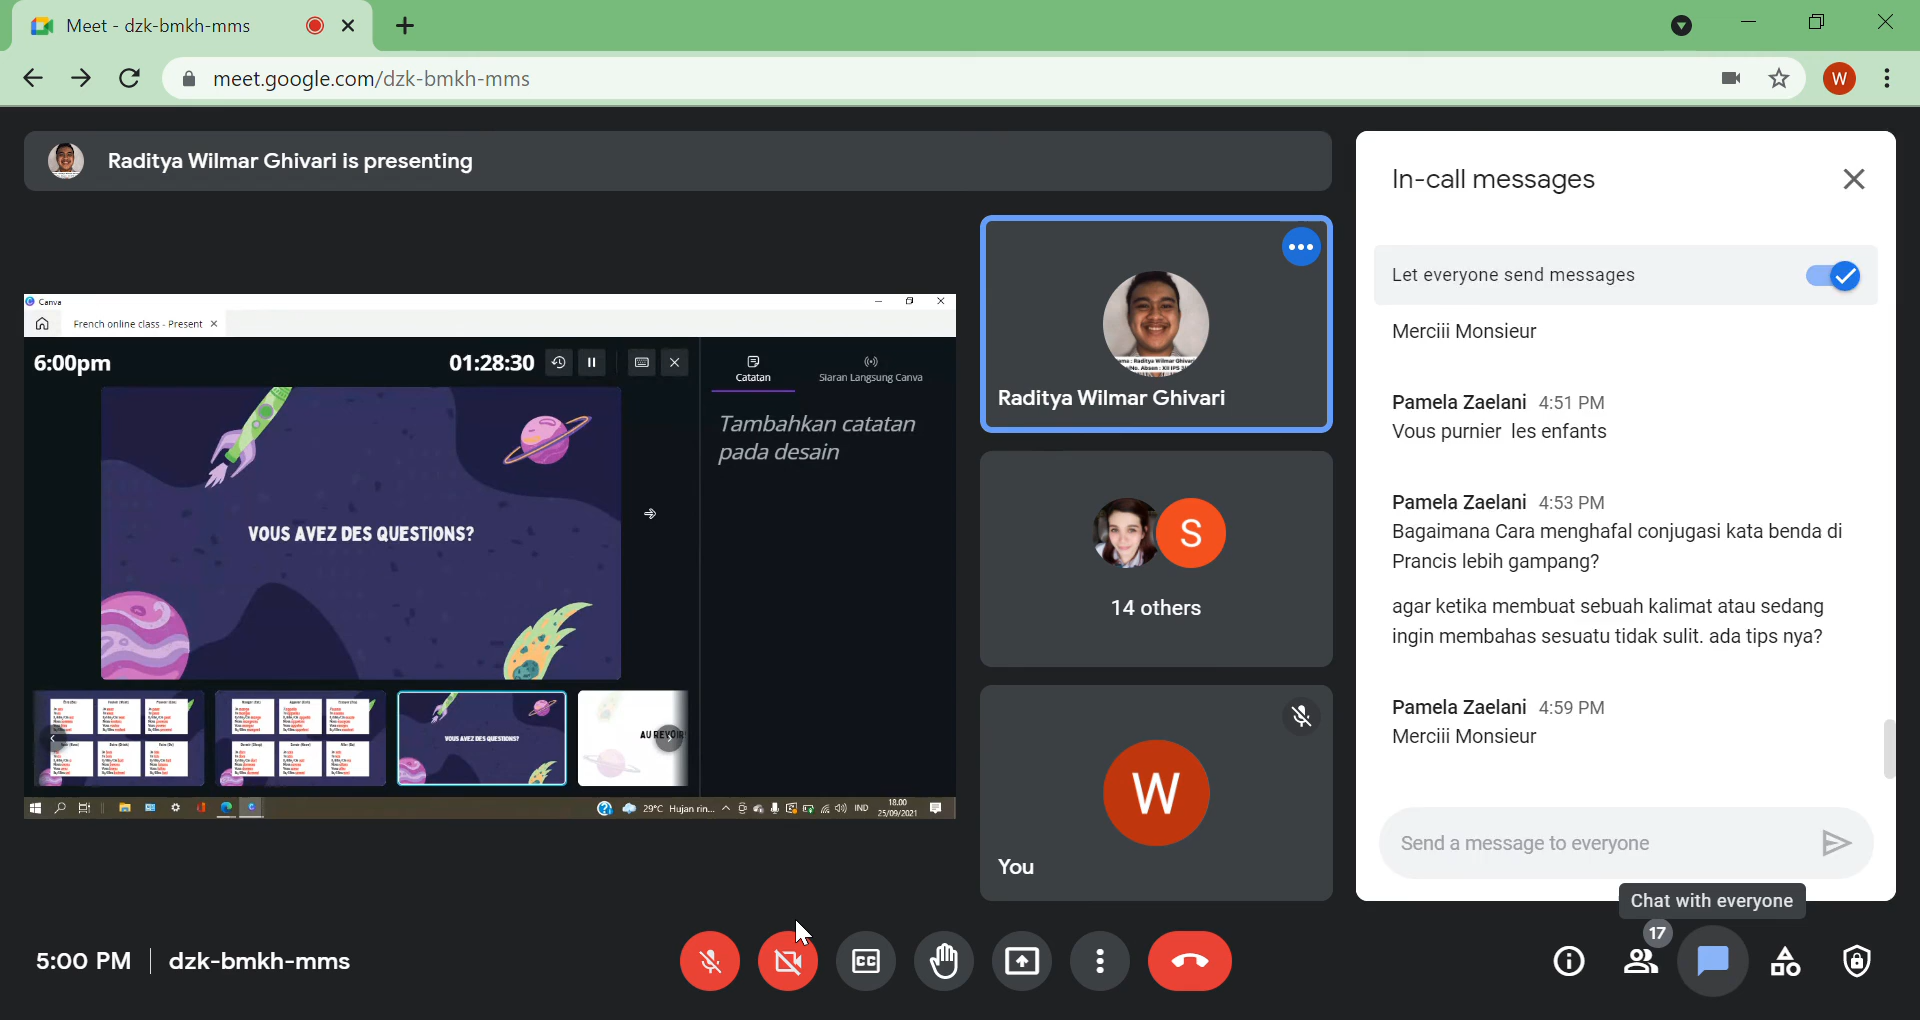 Meet - dzk-bmkh-mms
meet.google.com/dzk-bmkh-mms
W
Raditya Wilmar Ghivari is presenting
Canva
French online class - Present
6:00pm
01:28:30
Catatan
Siaran Langsung Canva
Tambahkan catatan
pada desain
VOUS AVEZ DES QUESTIONS?
VOUS AVEZ DES QUESTIONS?
AU REVOIR
29°C Hujan rin...
IND
18.00
25/09/2021
Raditya Wilmar Ghivari
S
14 others
W
You
In-call messages
Let everyone send messages
Merciii Monsieur
Pamela Zaelani 4:51 PM
Vous purnier les enfants
Pamela Zaelani 4:53 PM
Bagaimana Cara menghafal conjugasi kata benda di
Prancis lebih gampang?
agar ketika membuat sebuah kalimat atau sedang
ingin membahas sesuatu tidak sulit. ada tips nya?
Pamela Zaelani 4:59 PM
Merciii Monsieur
Send a message to everyone
Chat with everyone
5:00 PM | dzk-bmkh-mms
CC
17